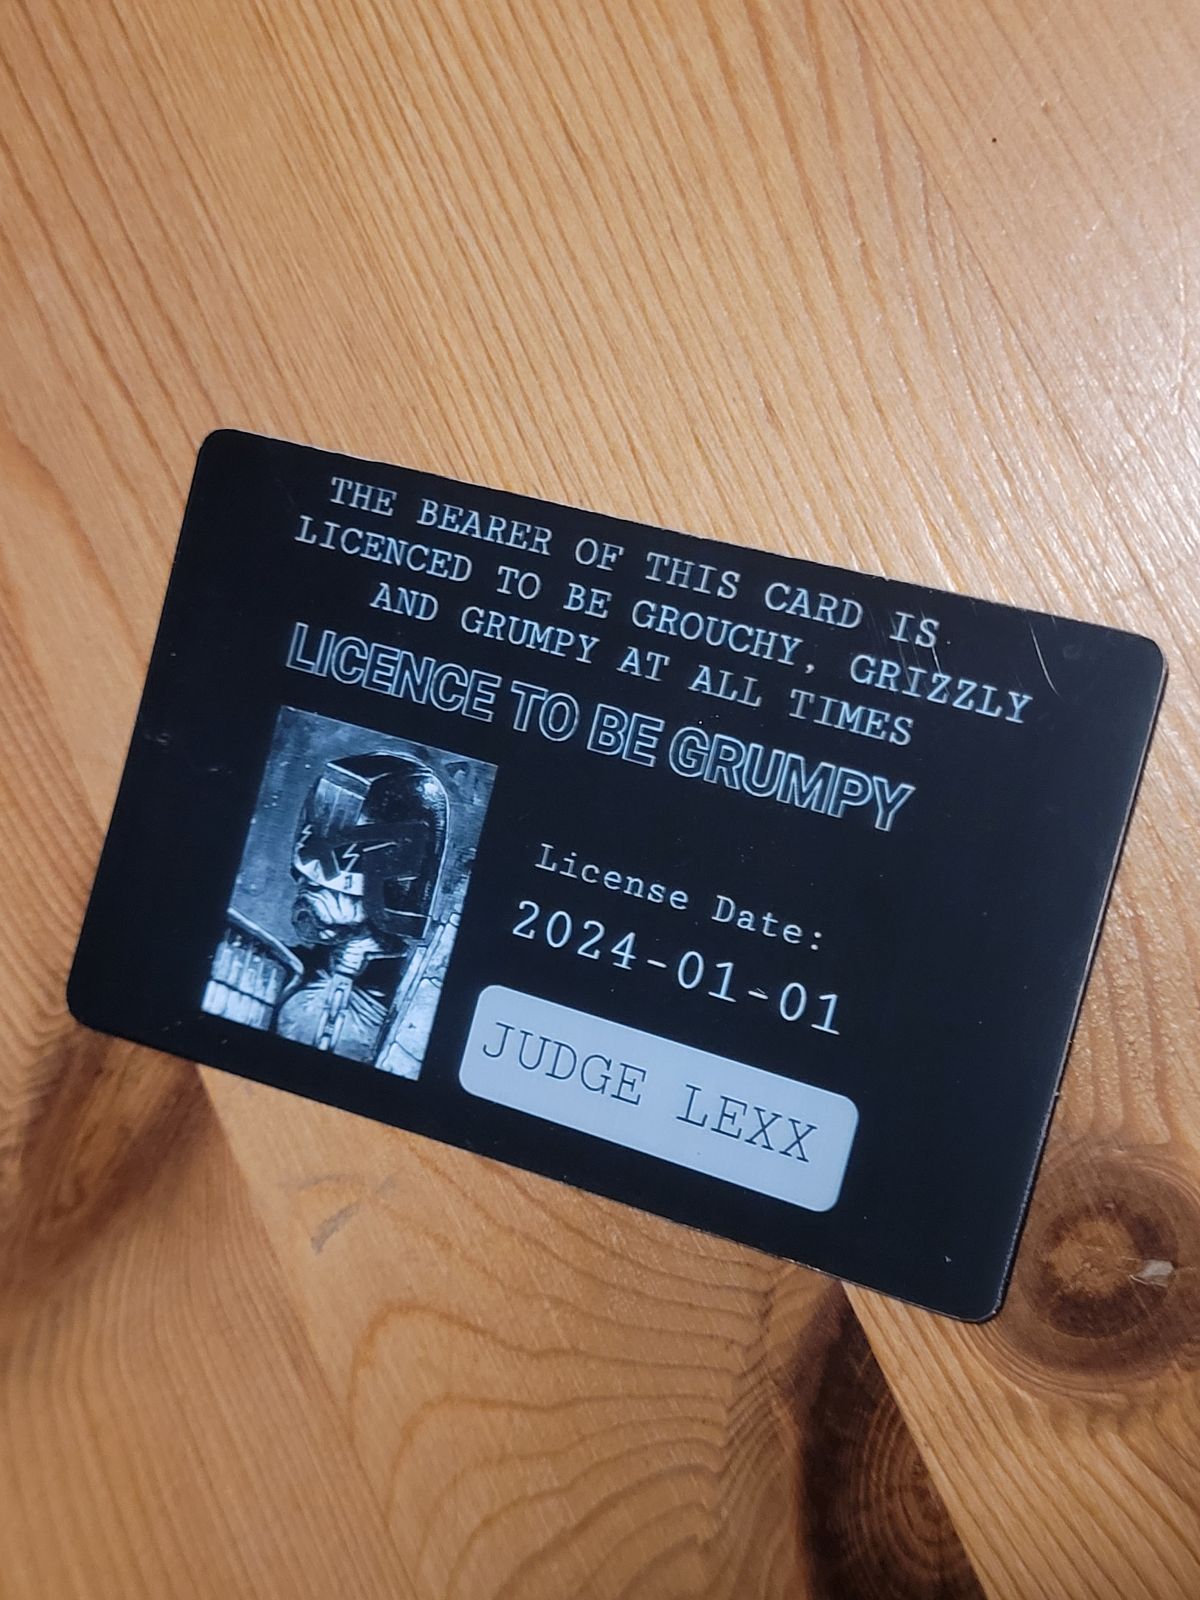 THE BEARER OF THIS CARD IS
LICENCED TO BE GROUCHY, GRIZZLY
AND GRUMPY AT ALL TIMES
LICENCE TO BE GRUMPY
License Date:
2024-01-01
JUDGE LEXX